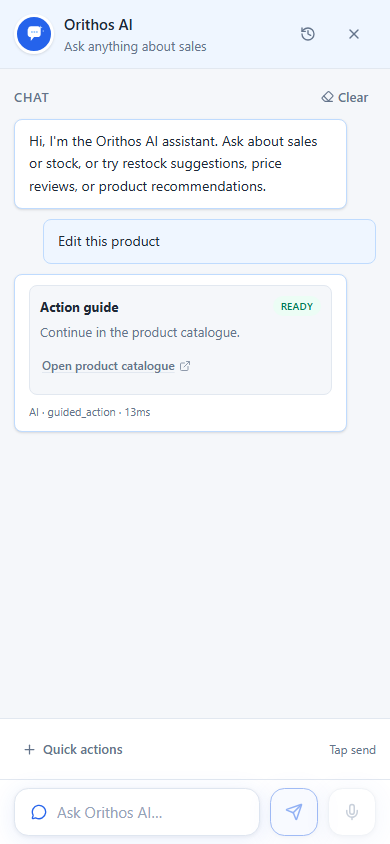 Orithos AI
Ask anything about sales
CHAT
Clear
Hi, I'm the Orithos AI assistant. Ask about sales
or stock, or try restock suggestions, price
reviews, or product recommendations.
Edit this product
Action guide
READY
Continue in the product catalogue.
Open product catalogue
AI · guided_action · 13ms
Quick actions
Tap send
Ask Orithos AI...